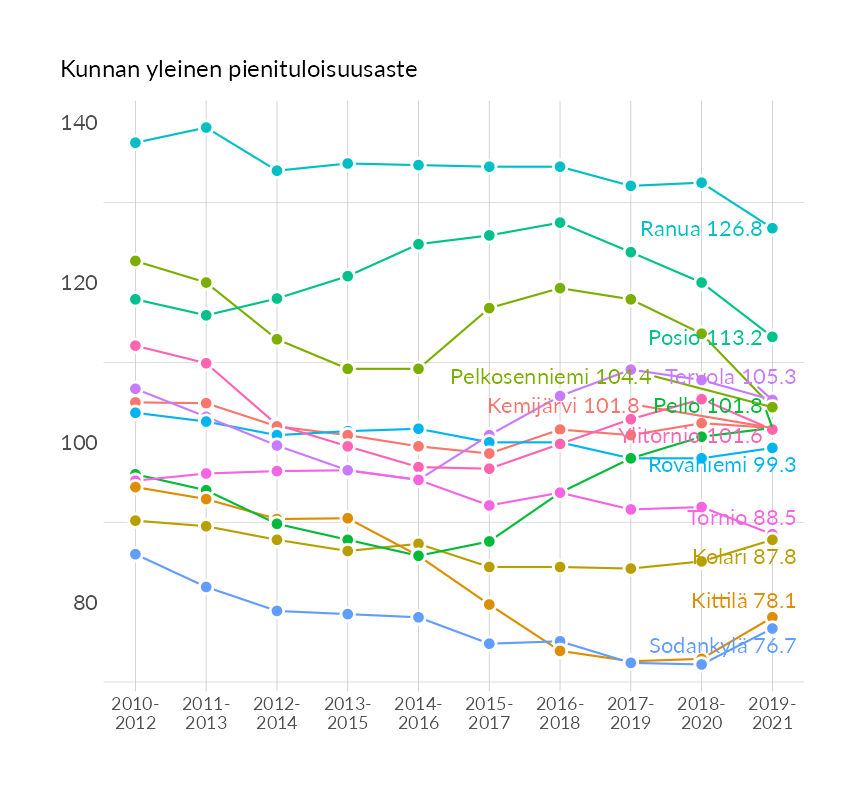 Kunnan yleinen pienituloisuusaste
140
120
100
80
Ranua 126.8
Posio 113.2
Pelkosenniemi 104.4
Tervola 105.3
Kemijärvi 101.8
Pello 101.8
Ylitornio 101.6
Rovaniemi 99.3
Tornio 88.5
Kolari 87.8
Kittilä 78.1
Sodankylä 76.7
2010-
2012
2011-
2013
2012-
2014
2013-
2015
2014-
2016
2015-
2017
2016-
2018
2017-
2019
2018-
2020
2019-
2021